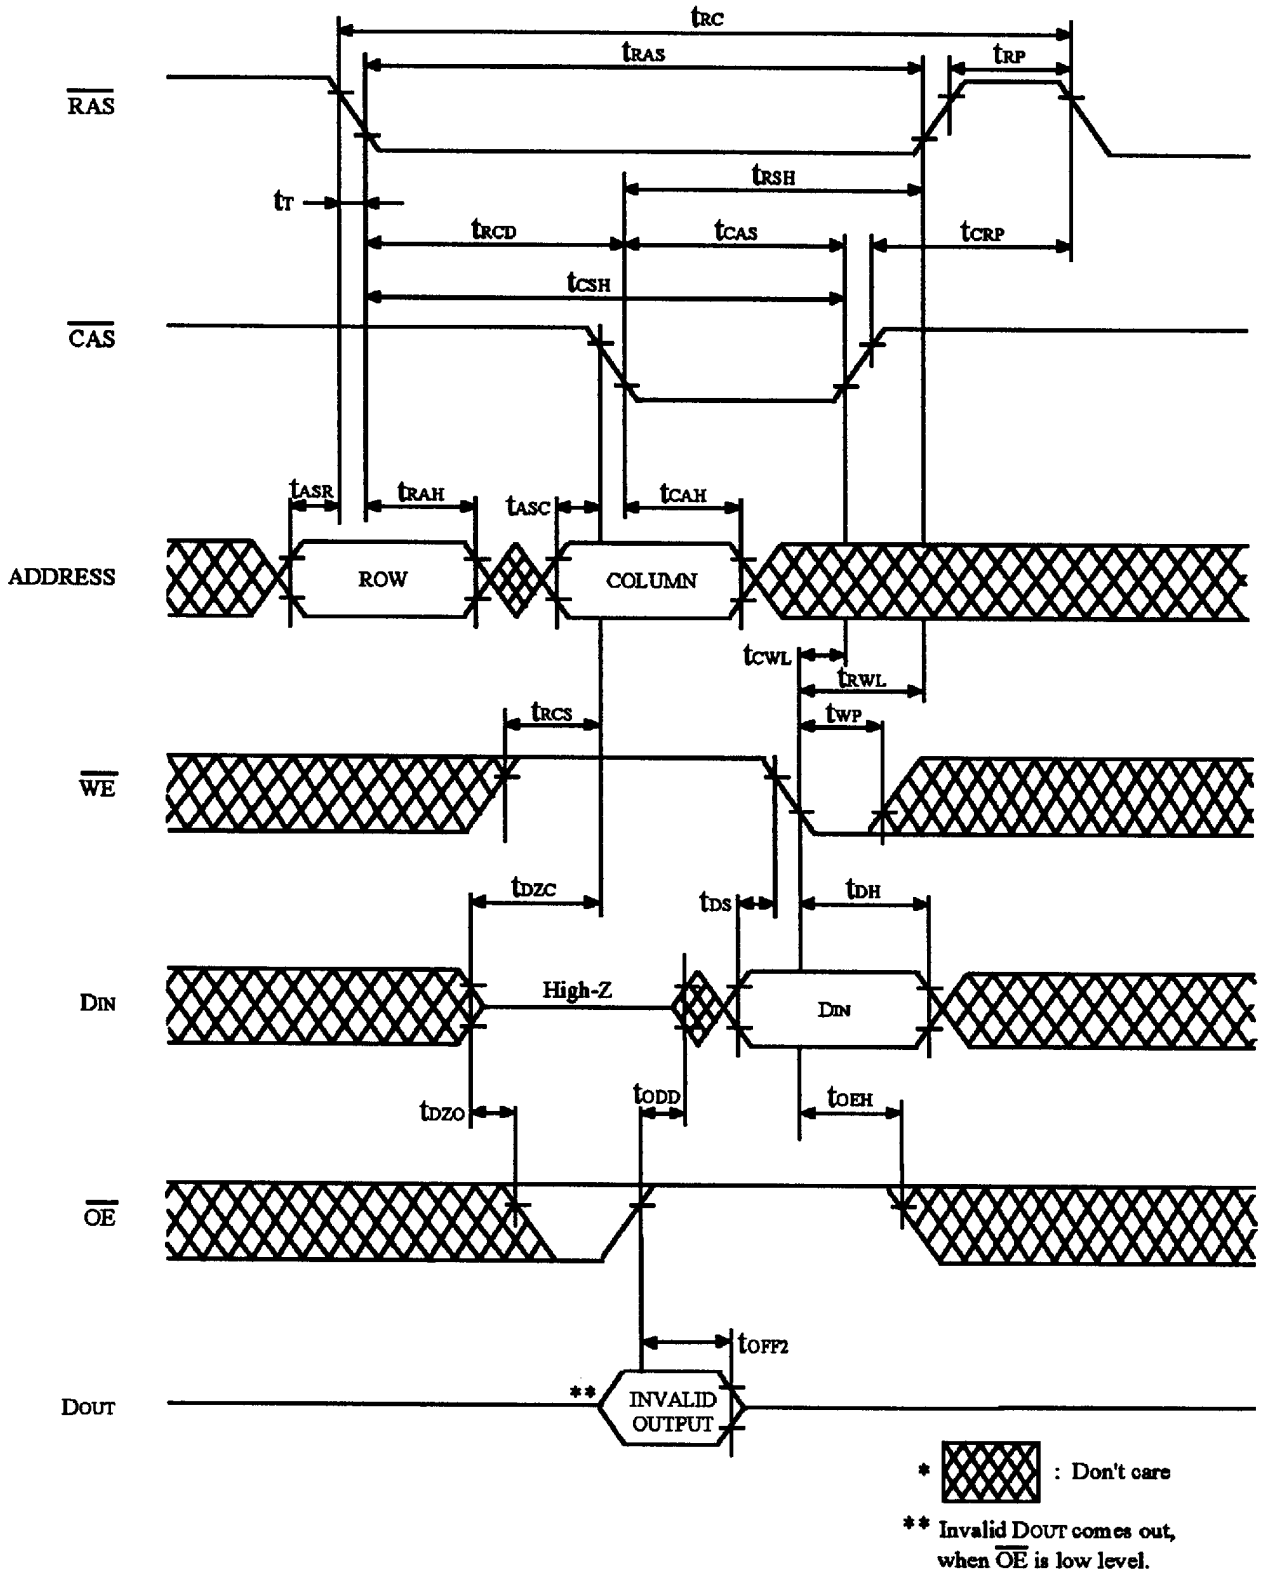 tRC
tRAS
tRP
RAS
tRSH
tT
tRCD
tCAS
tCRP
tCSH
CAS
tASR
tRAH
tASC
tCAH
ADDRESS
ROW
COLUMN
tCWL
tRWL
tRCS
tWP
WE
tDZC
tDS
tDH
High-Z
DIN
DIN
tODD
tOEH
tDZO
OE
tOFF2
** INVALID
OUTPUT
DOUT
* : Don't care
** Invalid DOUT comes out,
when OE is low level.